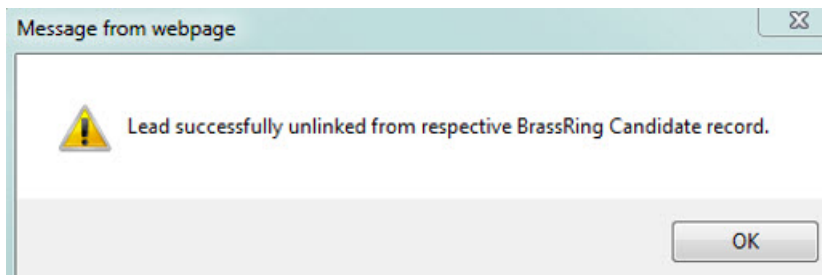 Message from webpage
Lead successfully unlinked from respective BrassRing Candidate record.
OK